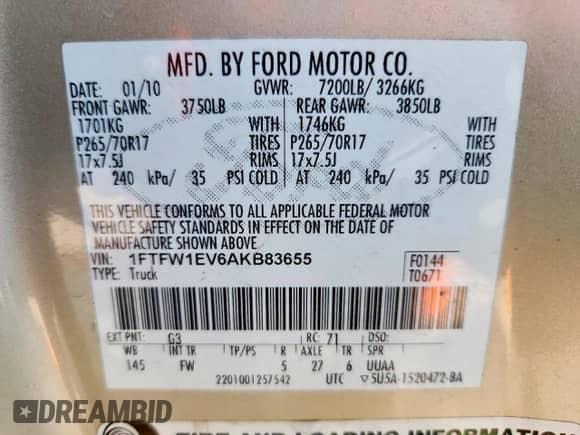 MFD. BY FORD MOTOR CO.
DATE: 01/10 GVWR: 7200LB/ 3266KG
FRONT GAWR: 3750LB REAR GAWR: 3850LB
1701KG WITH 1746KG WITH
P265/70R17 TIRES P265/70R17 TIRES
17x7.5J RIMS 17x7.5J RIMS
AT 240 kPa/ 35 PSI COLD AT 240 kPa/ 35 PSI COLD
THIS VEHICLE CONFORMS TO ALL APPLICABLE FEDERAL MOTOR
VEHICLE SAFETY STANDARDS IN EFFECT ON THE DATE OF
MANUFACTURE SHOWN ABOVE.
VIN: 1FTFW1EV6AKB83655 F0144
TYPE: Truck T0671
EXT PNT: G3 RC: 71 DSO:
WB INT TR TP/PS R AXLE TR SPR
145 FW 5 27 6 UUAA
2201001257542 UTC ▽5U5A-1520472-BA
Ford
DREAMBID
TIRE AND LOADING INFORMATION